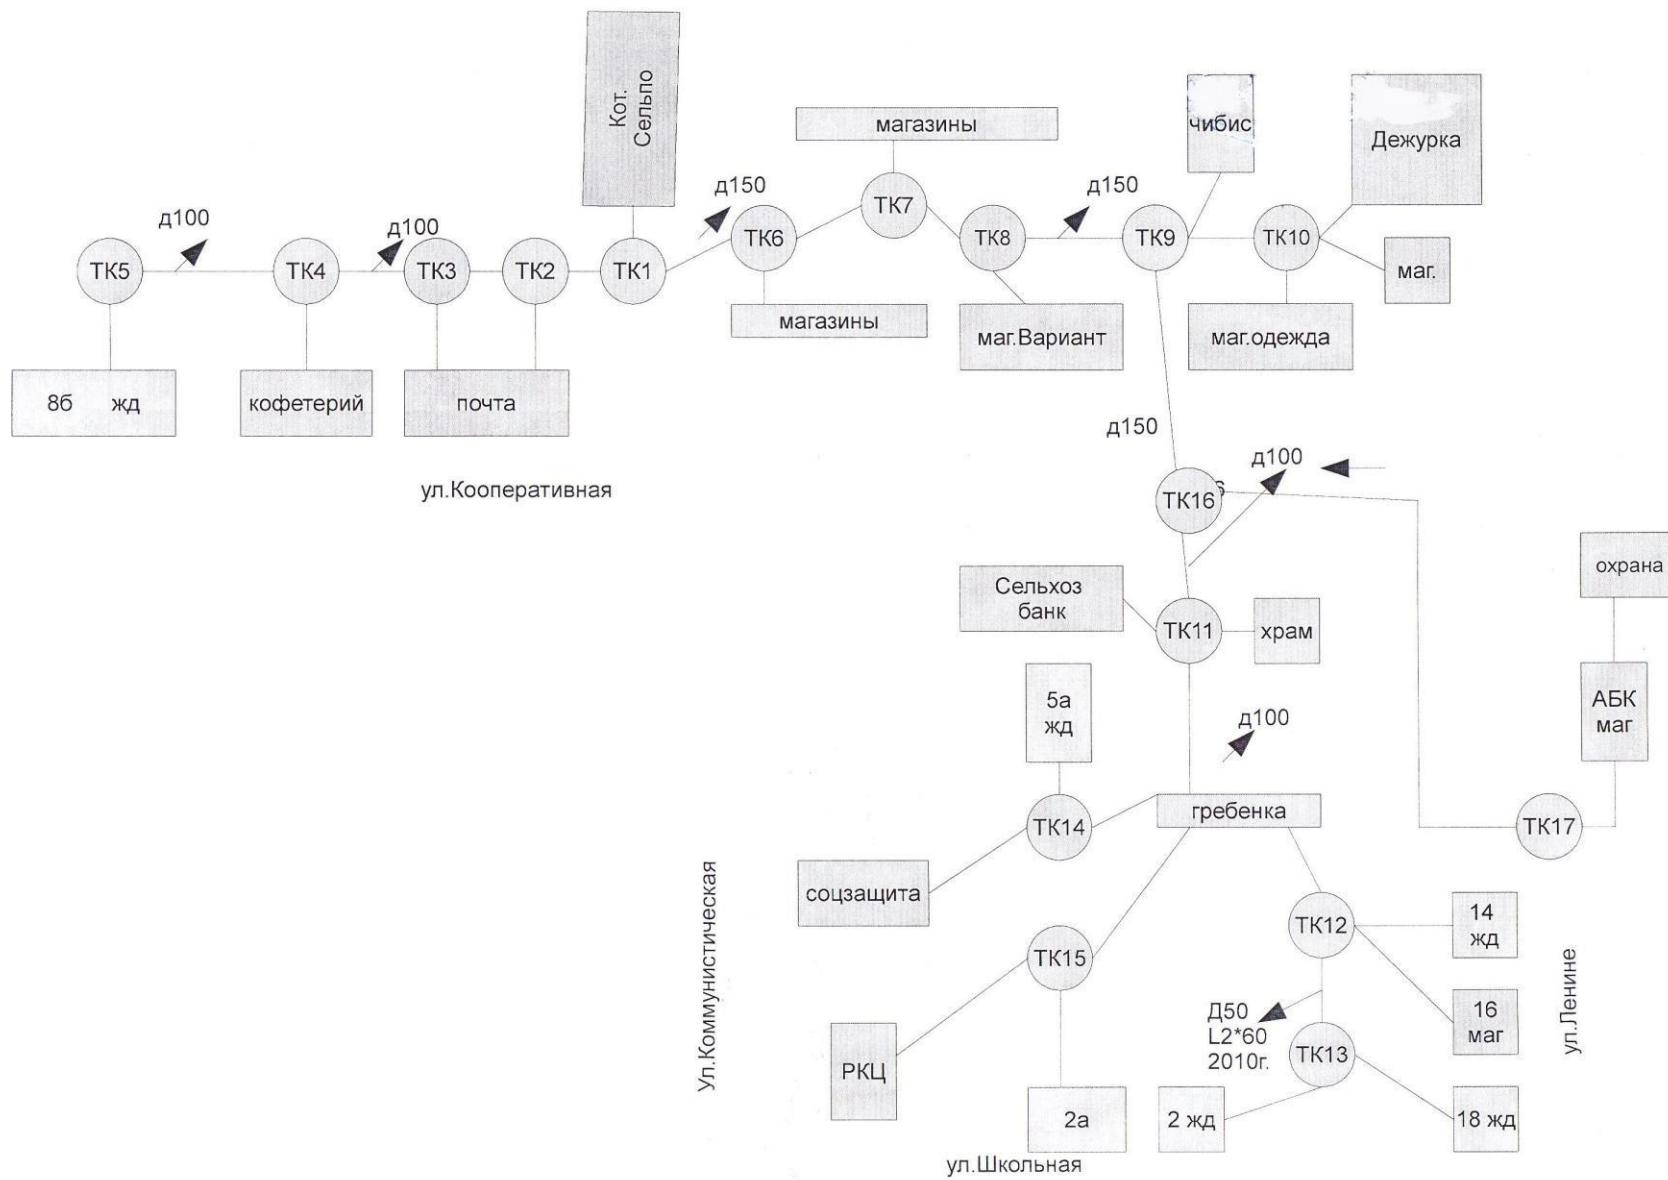 Кот.
Сельпо
магазины
чибис
Дежурка
д150
д150
д100
д100
ТК5
ТК4
ТК3
ТК2
ТК1
ТК6
ТК7
ТК8
ТК9
ТК10
маг.
магазины
маг.Вариант
маг.одежда
8б жд
кофетерий
почта
д150
д100
ул.Кооперативная
ТК16
охрана
Сельхоз
банк
ТК11
храм
5а
жд
д100
АБК
маг
гребенка
ТК14
ТК17
соцзащита
Ул.Коммунистическая
ТК12
14
жд
ТК15
ул.Ленине
Д50
L2*60
2010г.
16
маг
ТК13
РКЦ
2а
2 жд
18 жд
ул.Школьная